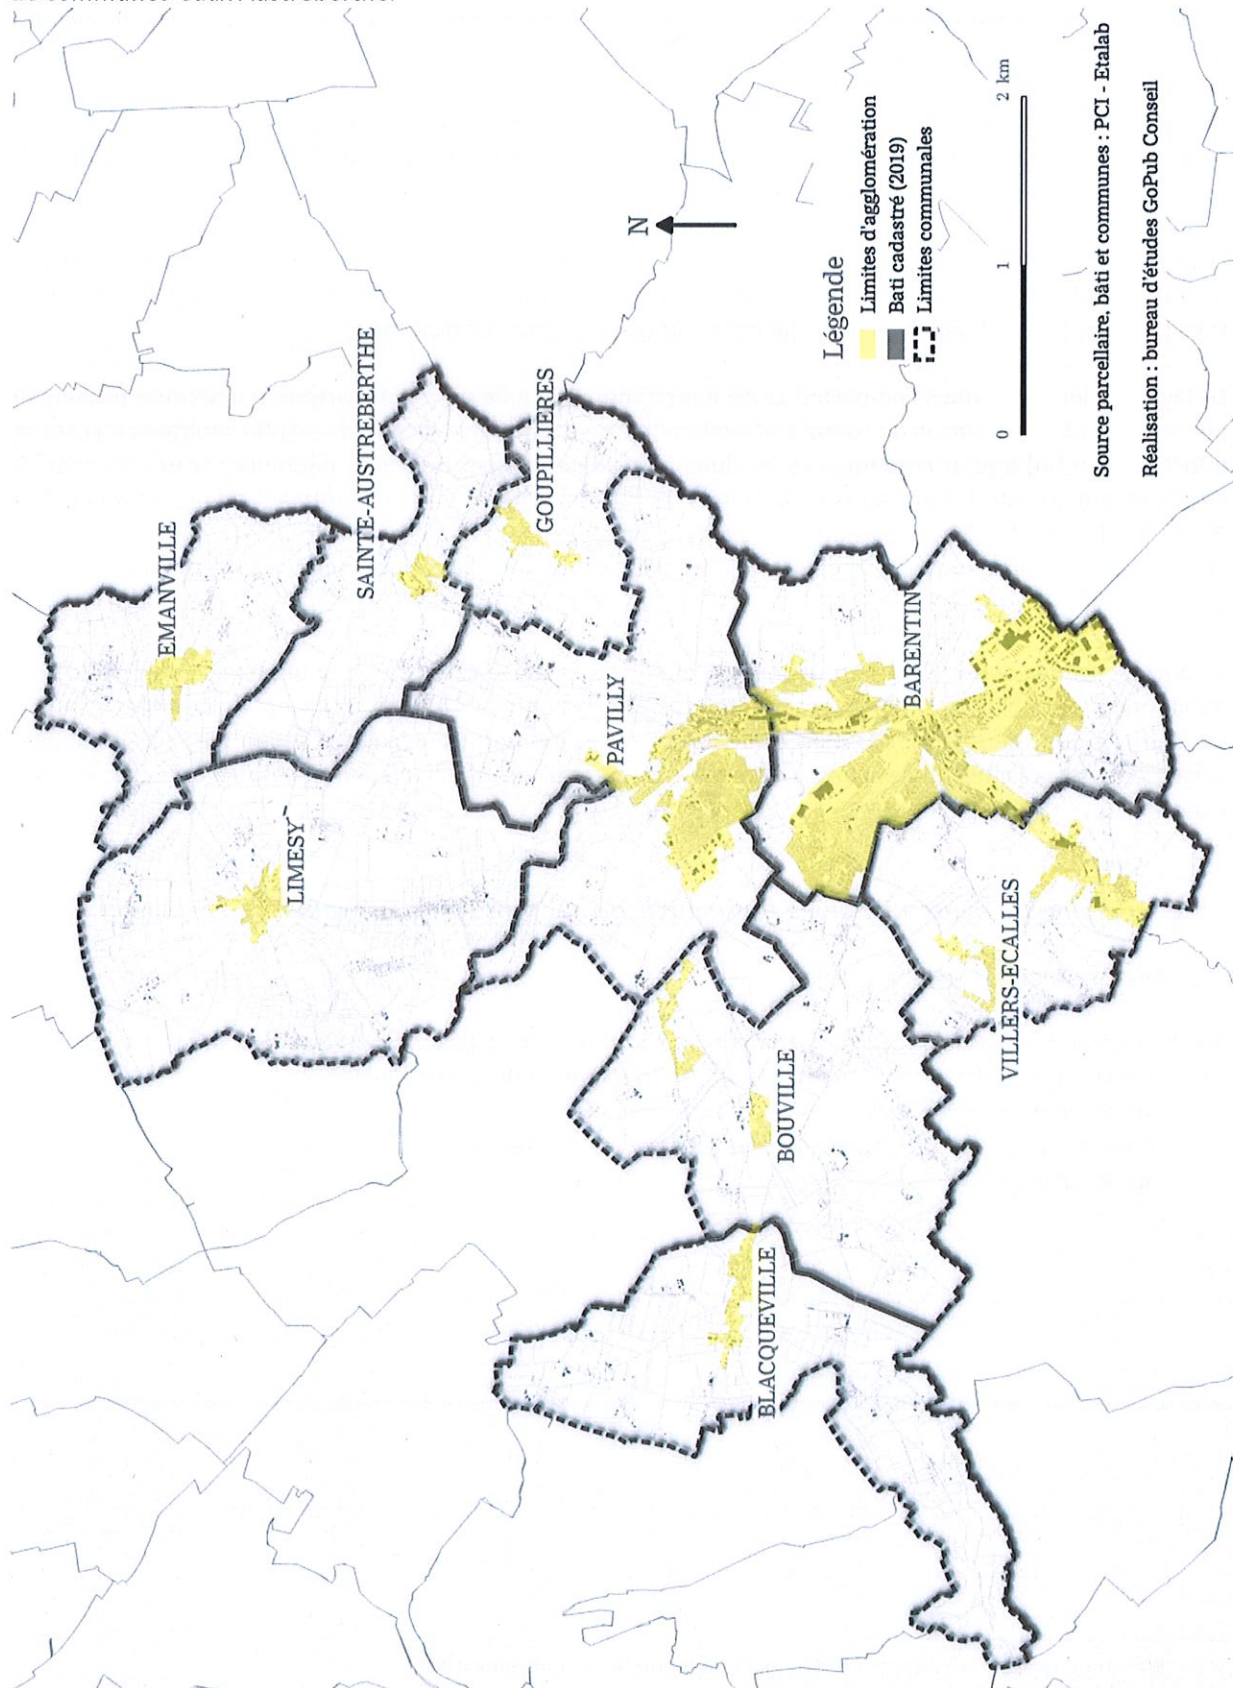 EMANVILLE
SAINTE-AUSTREBERTHE
LIMESY
GOUPILLIERES
PAVILLY
BOUVILLE
BLACQUEVILLE
BARENTIN
VILLERS-ECALLES
N
Légende
Limites d'agglomération
Bati cadastré (2019)
Limites communales
0 1 2 km
Source parcellaire, bâti et communes : PCI - Etalab
Réalisation : bureau d'études GoPub Conseil